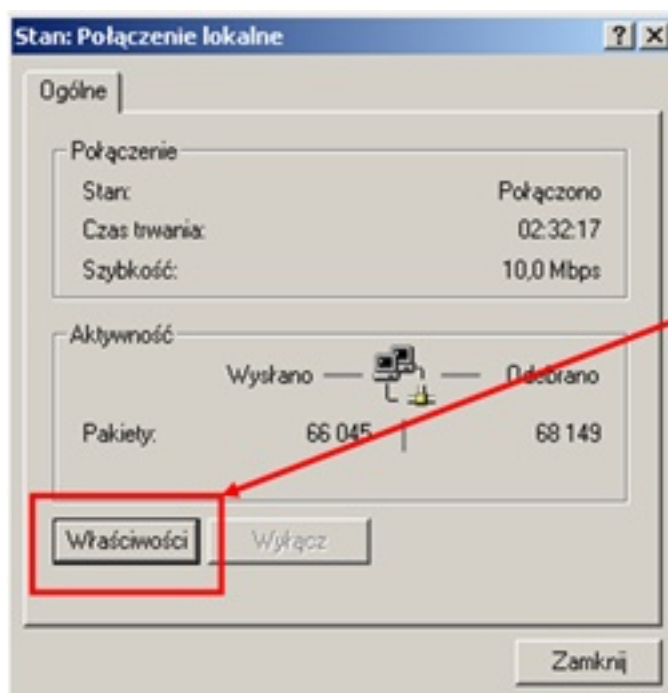 Stan: Połączenie lokalne
Ogólne
Połączenie
Stan: Połączono
Czas trwania: 02:32:17
Szybkość: 10,0 Mbps
Aktywność
Wysłano Odebrano
Pakiety: 66 045 68 149
Właściwości Wyłącz
Zamknij